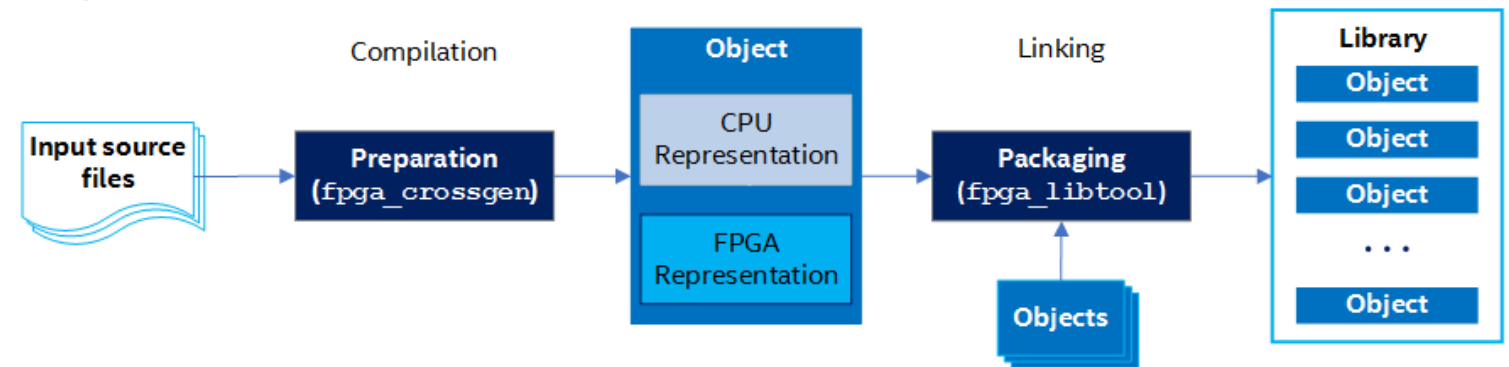 Compilation
Input source
files
Preparation
(fpga_crossgen)
Object
CPU
Representation
FPGA
Representation
Linking
Packaging
(fpga_libtool)
Objects
Library
Object
Object
Object
...
Object